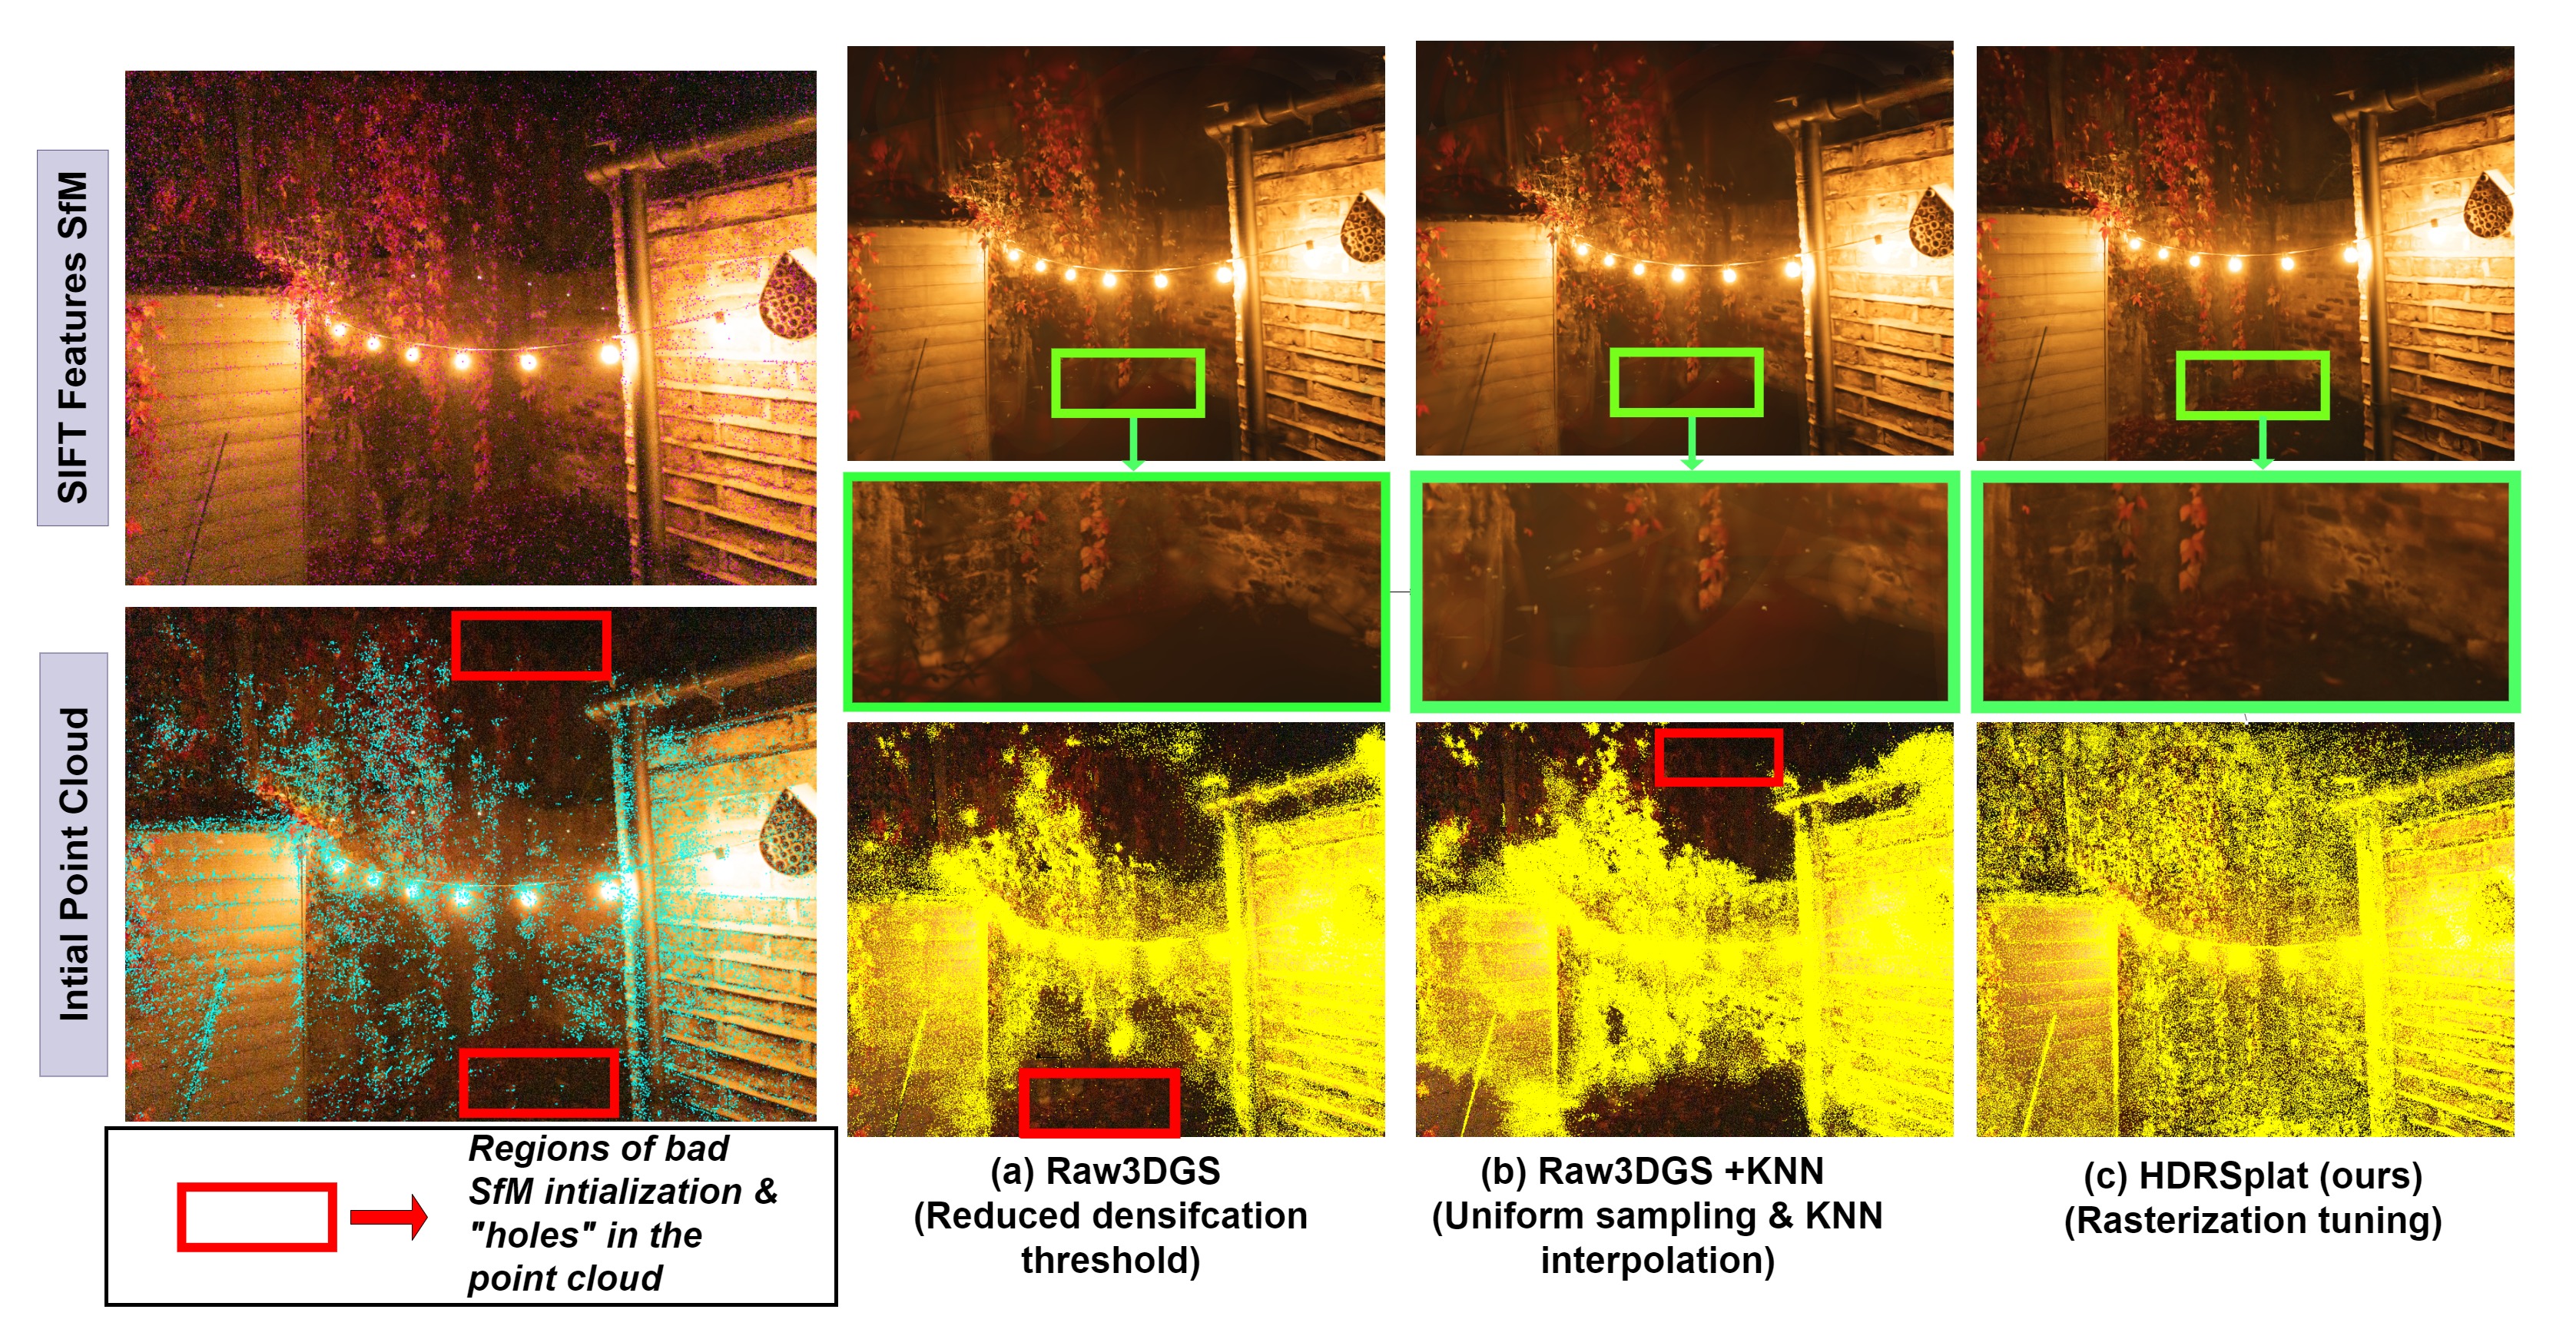 SIFT Features SfM
Intial Point Cloud
Regions of bad
SfM intialization &
"holes" in the
point cloud
(a) Raw3DGS
(Reduced densifcation
threshold)
(b) Raw3DGS +KNN
(Uniform sampling & KNN
interpolation)
(c) HDRSplat (ours)
(Rasterization tuning)